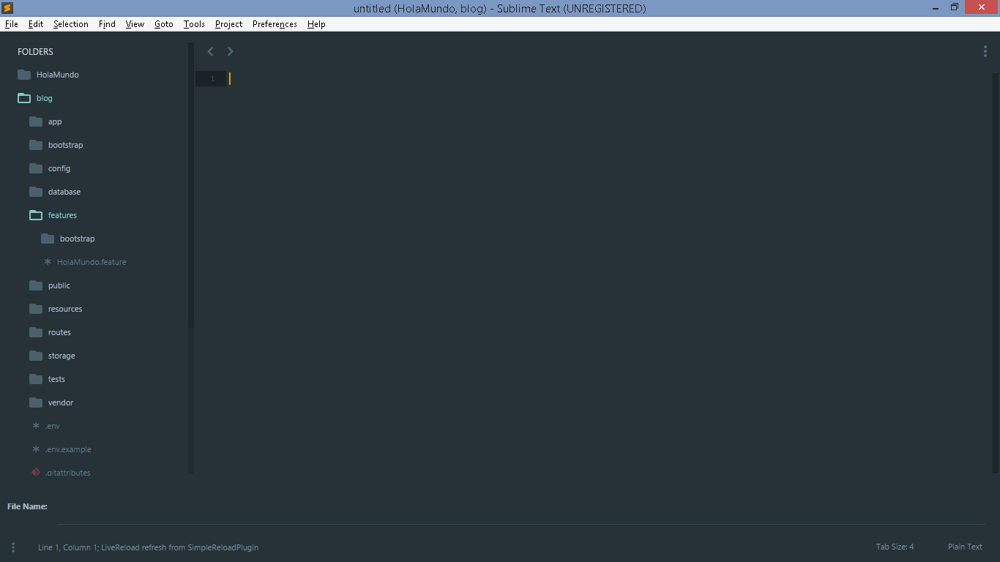 untitled (HolaMundo, blog) - Sublime Text (UNREGISTERED)
File Edit Selection Find View Goto Tools Project Preferences Help
FOLDERS
HolaMundo
blog
app
bootstrap
config
database
features
bootstrap
HolaMundo.feature
public
resources
routes
storage
tests
vendor
.env
.env.example
.gitattributes
1
File Name:
Line 1, Column 1; LiveReload refresh from SimpleReloadPlugin
Tab Size: 4
Plain Text